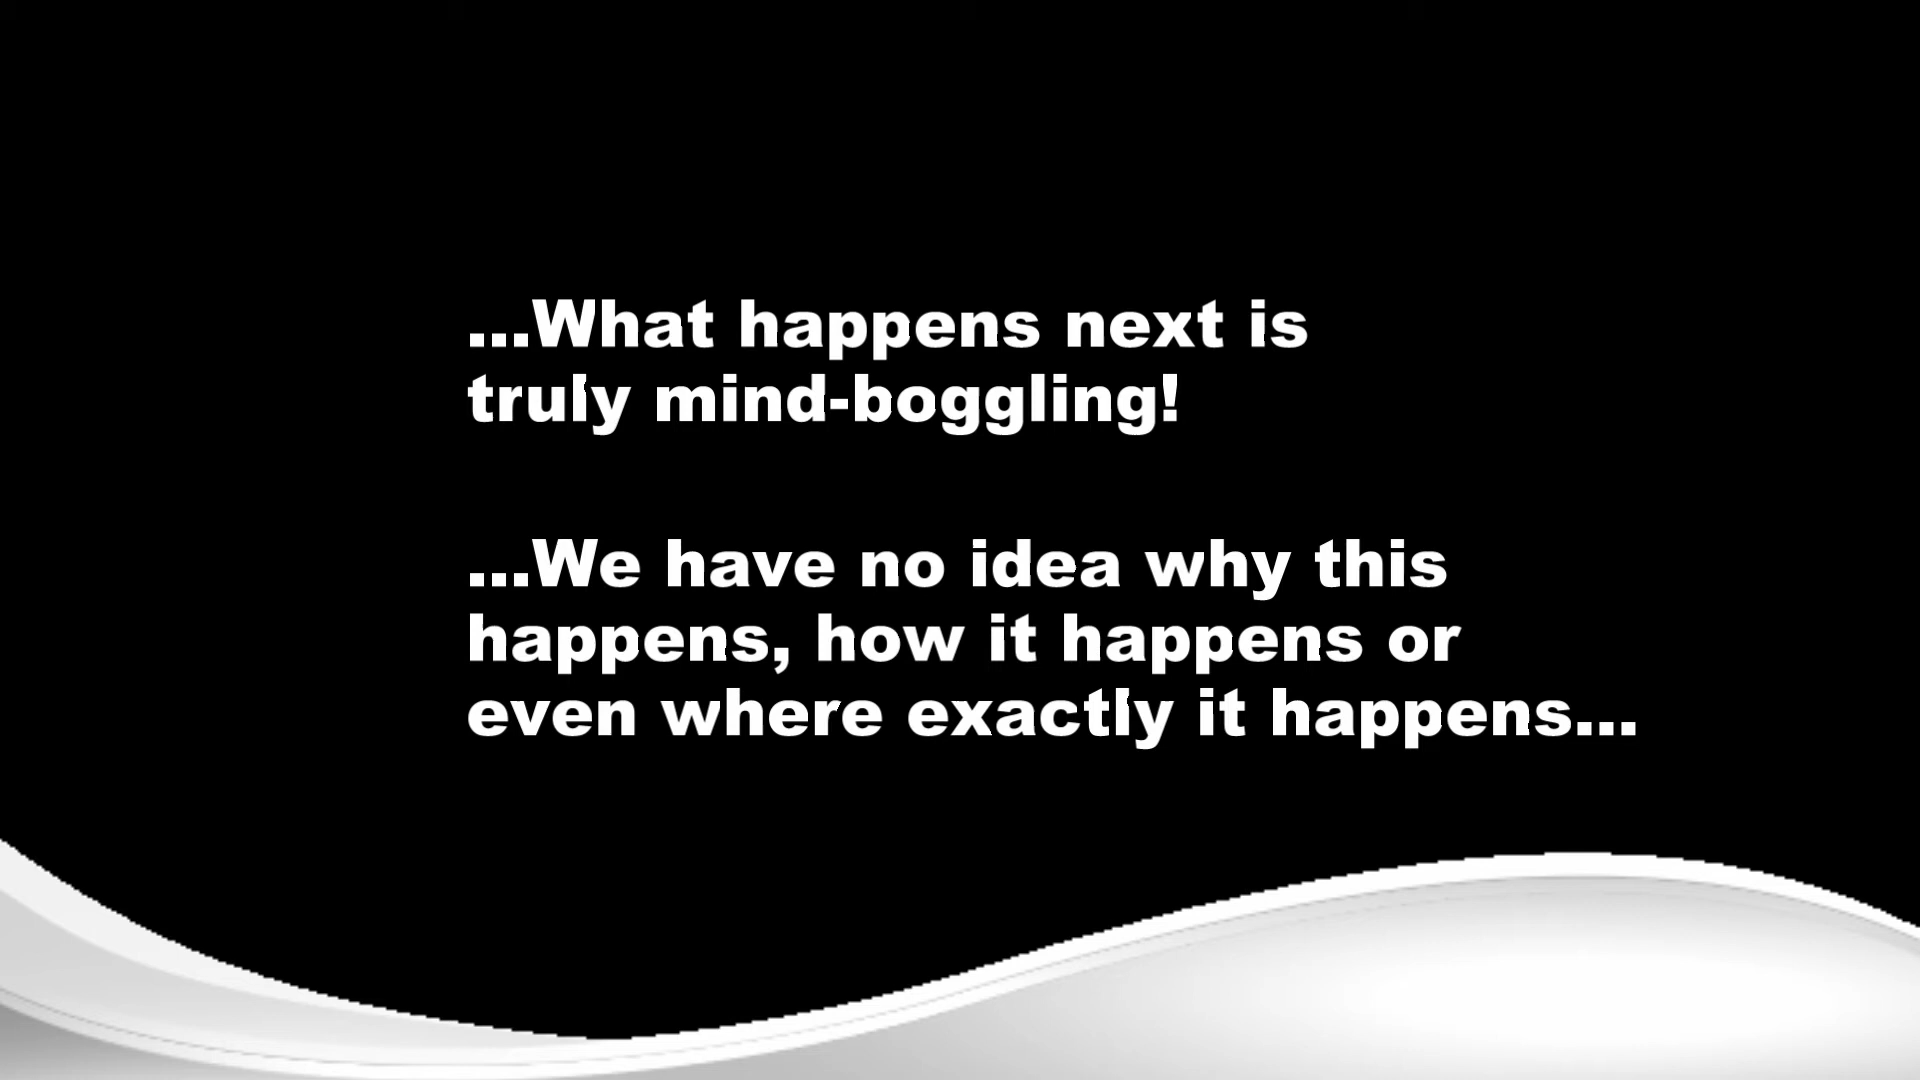 ...What happens next is
truly mind-boggling!
...We have no idea why this
happens, how it happens or
even where exactly it happens...